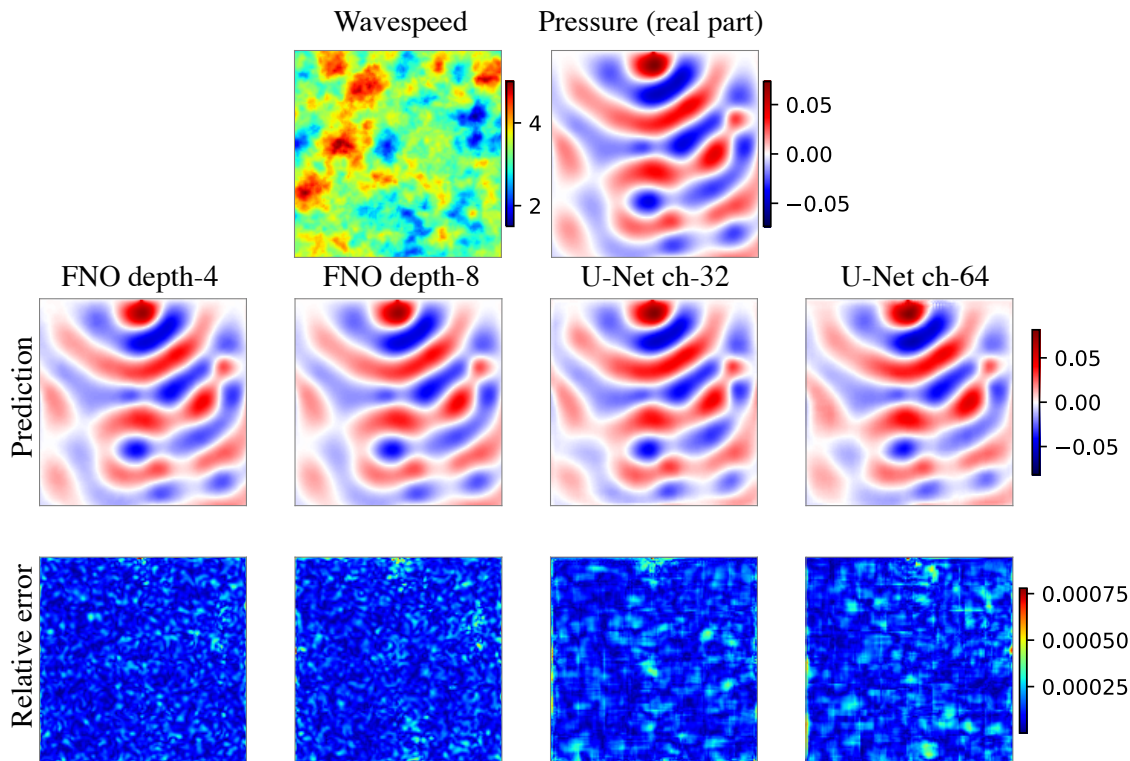 Wavespeed
Pressure (real part)
4
2
0.05
0.00
−0.05
FNO depth-4
FNO depth-8
U-Net ch-32
U-Net ch-64
Prediction
0.05
0.00
−0.05
Relative error
0.00075
0.00050
0.00025